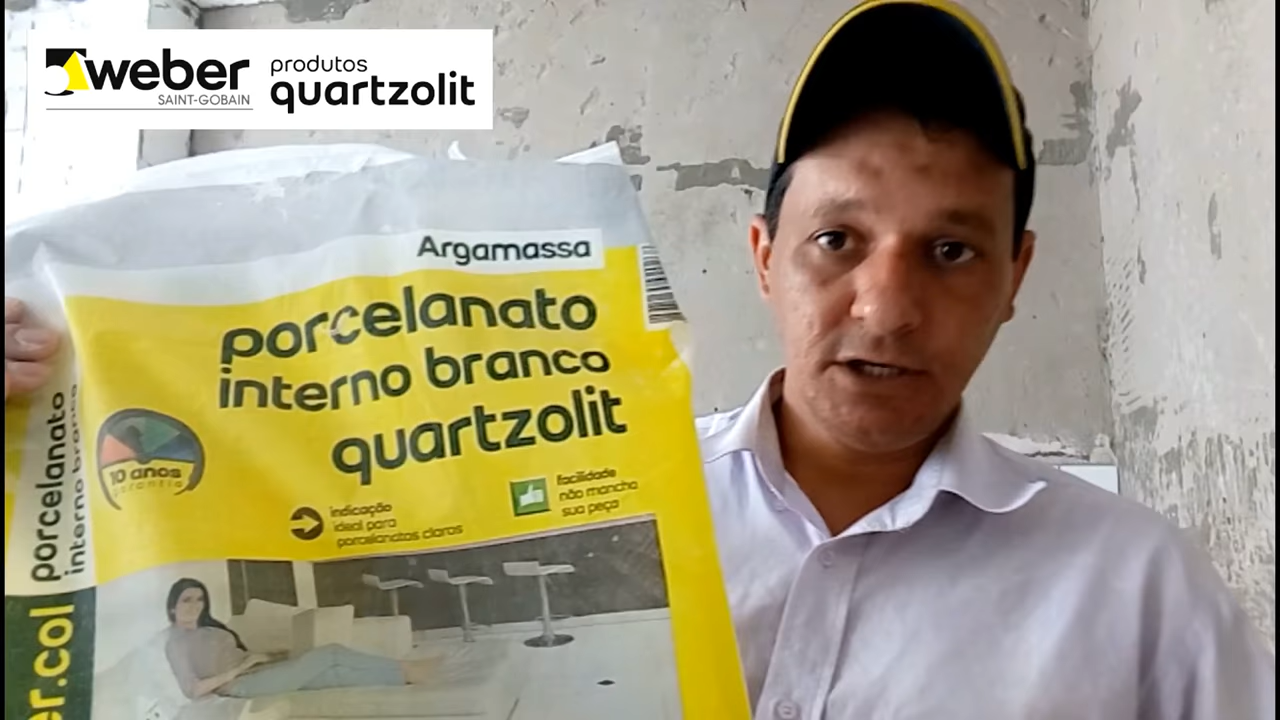 weber
SAINT-GOBAIN
produtos
quartzolit
Argamassa
porcelanato
interno branco
quartzolit
10 anos
garantia
indicação
ideal para
porcelanatos claros
facilidade
não mancha
sua peça
porcelanato
interno branco
er.col